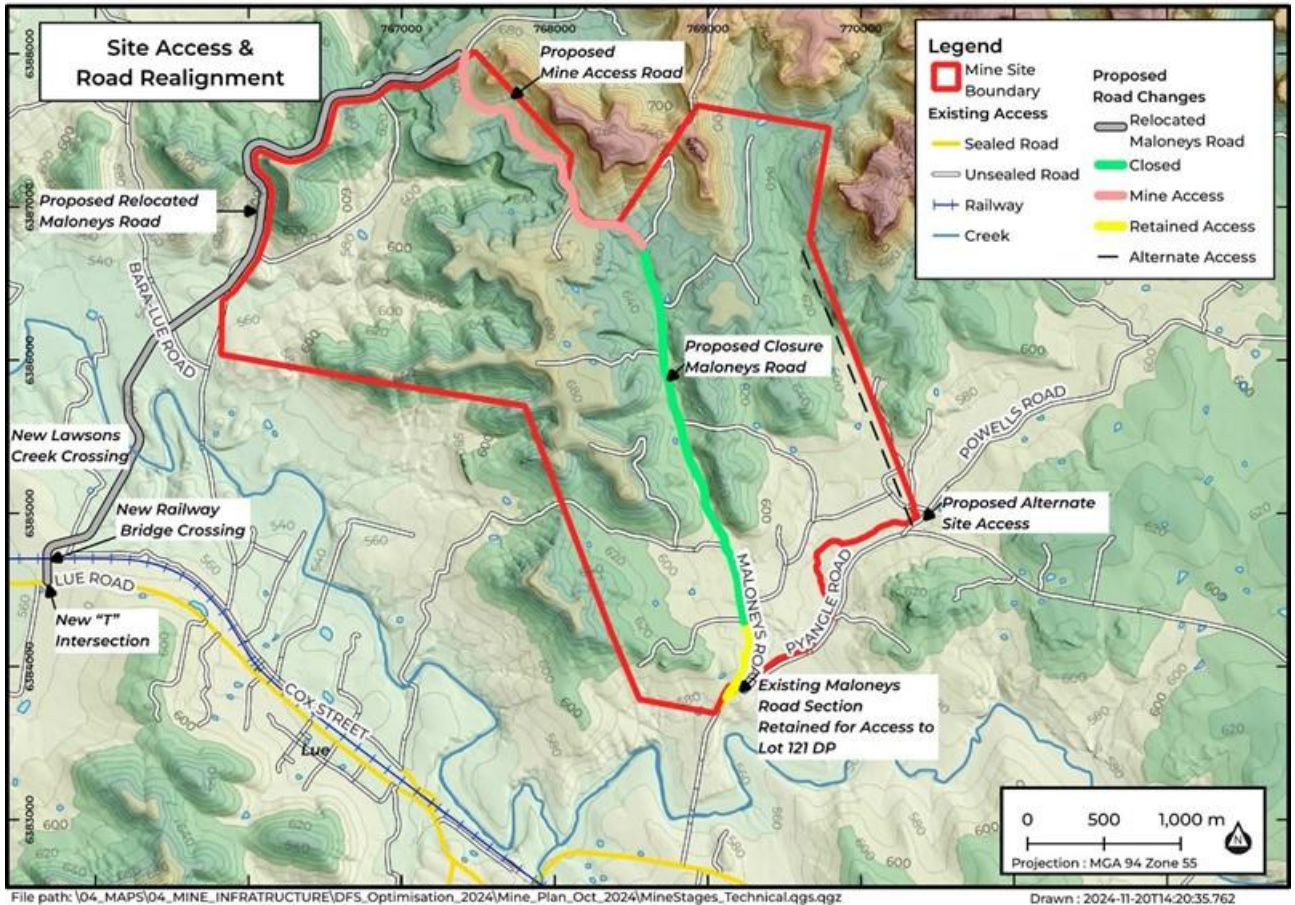 Site Access &
Road Realignment
767000
768000
769000
770000
6388000
6387000
6386000
6385000
6384000
6383000
Legend
Mine Site
Boundary
Existing Access
Sealed Road
Unsealed Road
Railway
Creek
Proposed
Road Changes
Relocated
Maloneys Road
Closed
Mine Access
Retained Access
Alternate Access
Proposed
Mine Access Road
Proposed Relocated
Maloneys Road
BARA-LUE ROAD
Proposed Closure
Maloneys Road
POWELLS ROAD
New Lawsons
Creek Crossing
New Railway
Bridge Crossing
Proposed Alternate
Site Access
LUE ROAD
New "T"
Intersection
MALONEYS ROAD
PYANGLE ROAD
COX STREET
Lue
Existing Maloneys
Road Section
Retained for Access to
Lot 121 DP
0 500 1,000 m
Projection : MGA 94 Zone 55
N
File path: \04_MAPS\04_MINE_INFRATRUCTURE\DFS_Optimisation_2024\Mine_Plan_Oct_2024\MineStages_Technical.qgs.qgz
Drawn : 2024-11-20T14:20:35.762